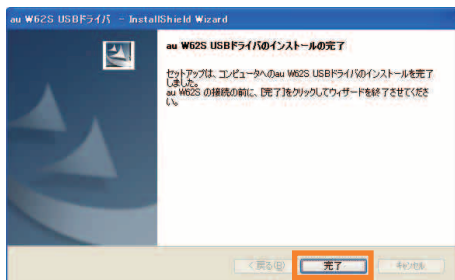 au W62S USBドライバ - InstallShield Wizard
au W62S USBドライバのインストールの完了
セットアップは、コンピュータへのau W62S USBドライバのインストールを完了
しました。
au W62S の接続の前に、[完了]をクリックしてウィザードを終了させてくださ
い。
< 戻る(B)
完了
キャンセル